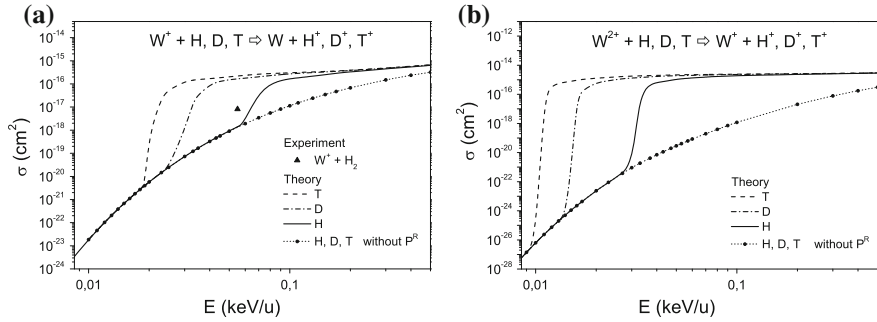 (a)
W⁺ + H, D, T ⇨ W + H⁺, D⁺, T⁺
σ (cm²)
10⁻¹⁴
10⁻¹⁵
10⁻¹⁶
10⁻¹⁷
10⁻¹⁸
10⁻¹⁹
10⁻²⁰
10⁻²¹
10⁻²²
10⁻²³
10⁻²⁴
Experiment
W⁺ + H₂
Theory
T
D
H
H, D, T without Pᴿ
0,01
0,1
E (keV/u)
(b)
W²⁺ + H, D, T ⇨ W⁺ + H⁺, D⁺, T⁺
σ (cm²)
10⁻¹²
10⁻¹⁴
10⁻¹⁶
10⁻¹⁸
10⁻²⁰
10⁻²²
10⁻²⁴
10⁻²⁶
10⁻²⁸
Theory
T
D
H
H, D, T without Pᴿ
0,01
0,1
E (keV/u)